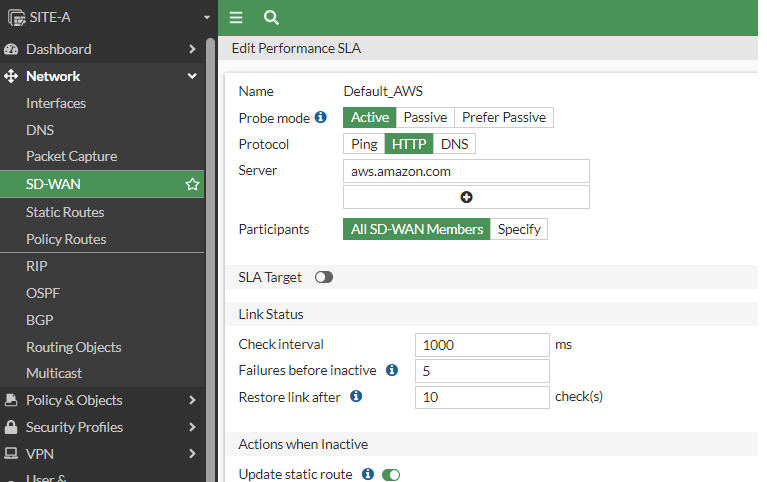 SITE-A
Dashboard
Network
Interfaces
DNS
Packet Capture
SD-WAN
Static Routes
Policy Routes
RIP
OSPF
BGP
Routing Objects
Multicast
Policy & Objects
Security Profiles
VPN
User &
Edit Performance SLA
Name Default_AWS
Probe mode Active Passive Prefer Passive
Protocol Ping HTTP DNS
Server aws.amazon.com
Participants All SD-WAN Members Specify
SLA Target
Link Status
Check interval 1000 ms
Failures before inactive 5
Restore link after 10 check(s)
Actions when Inactive
Update static route